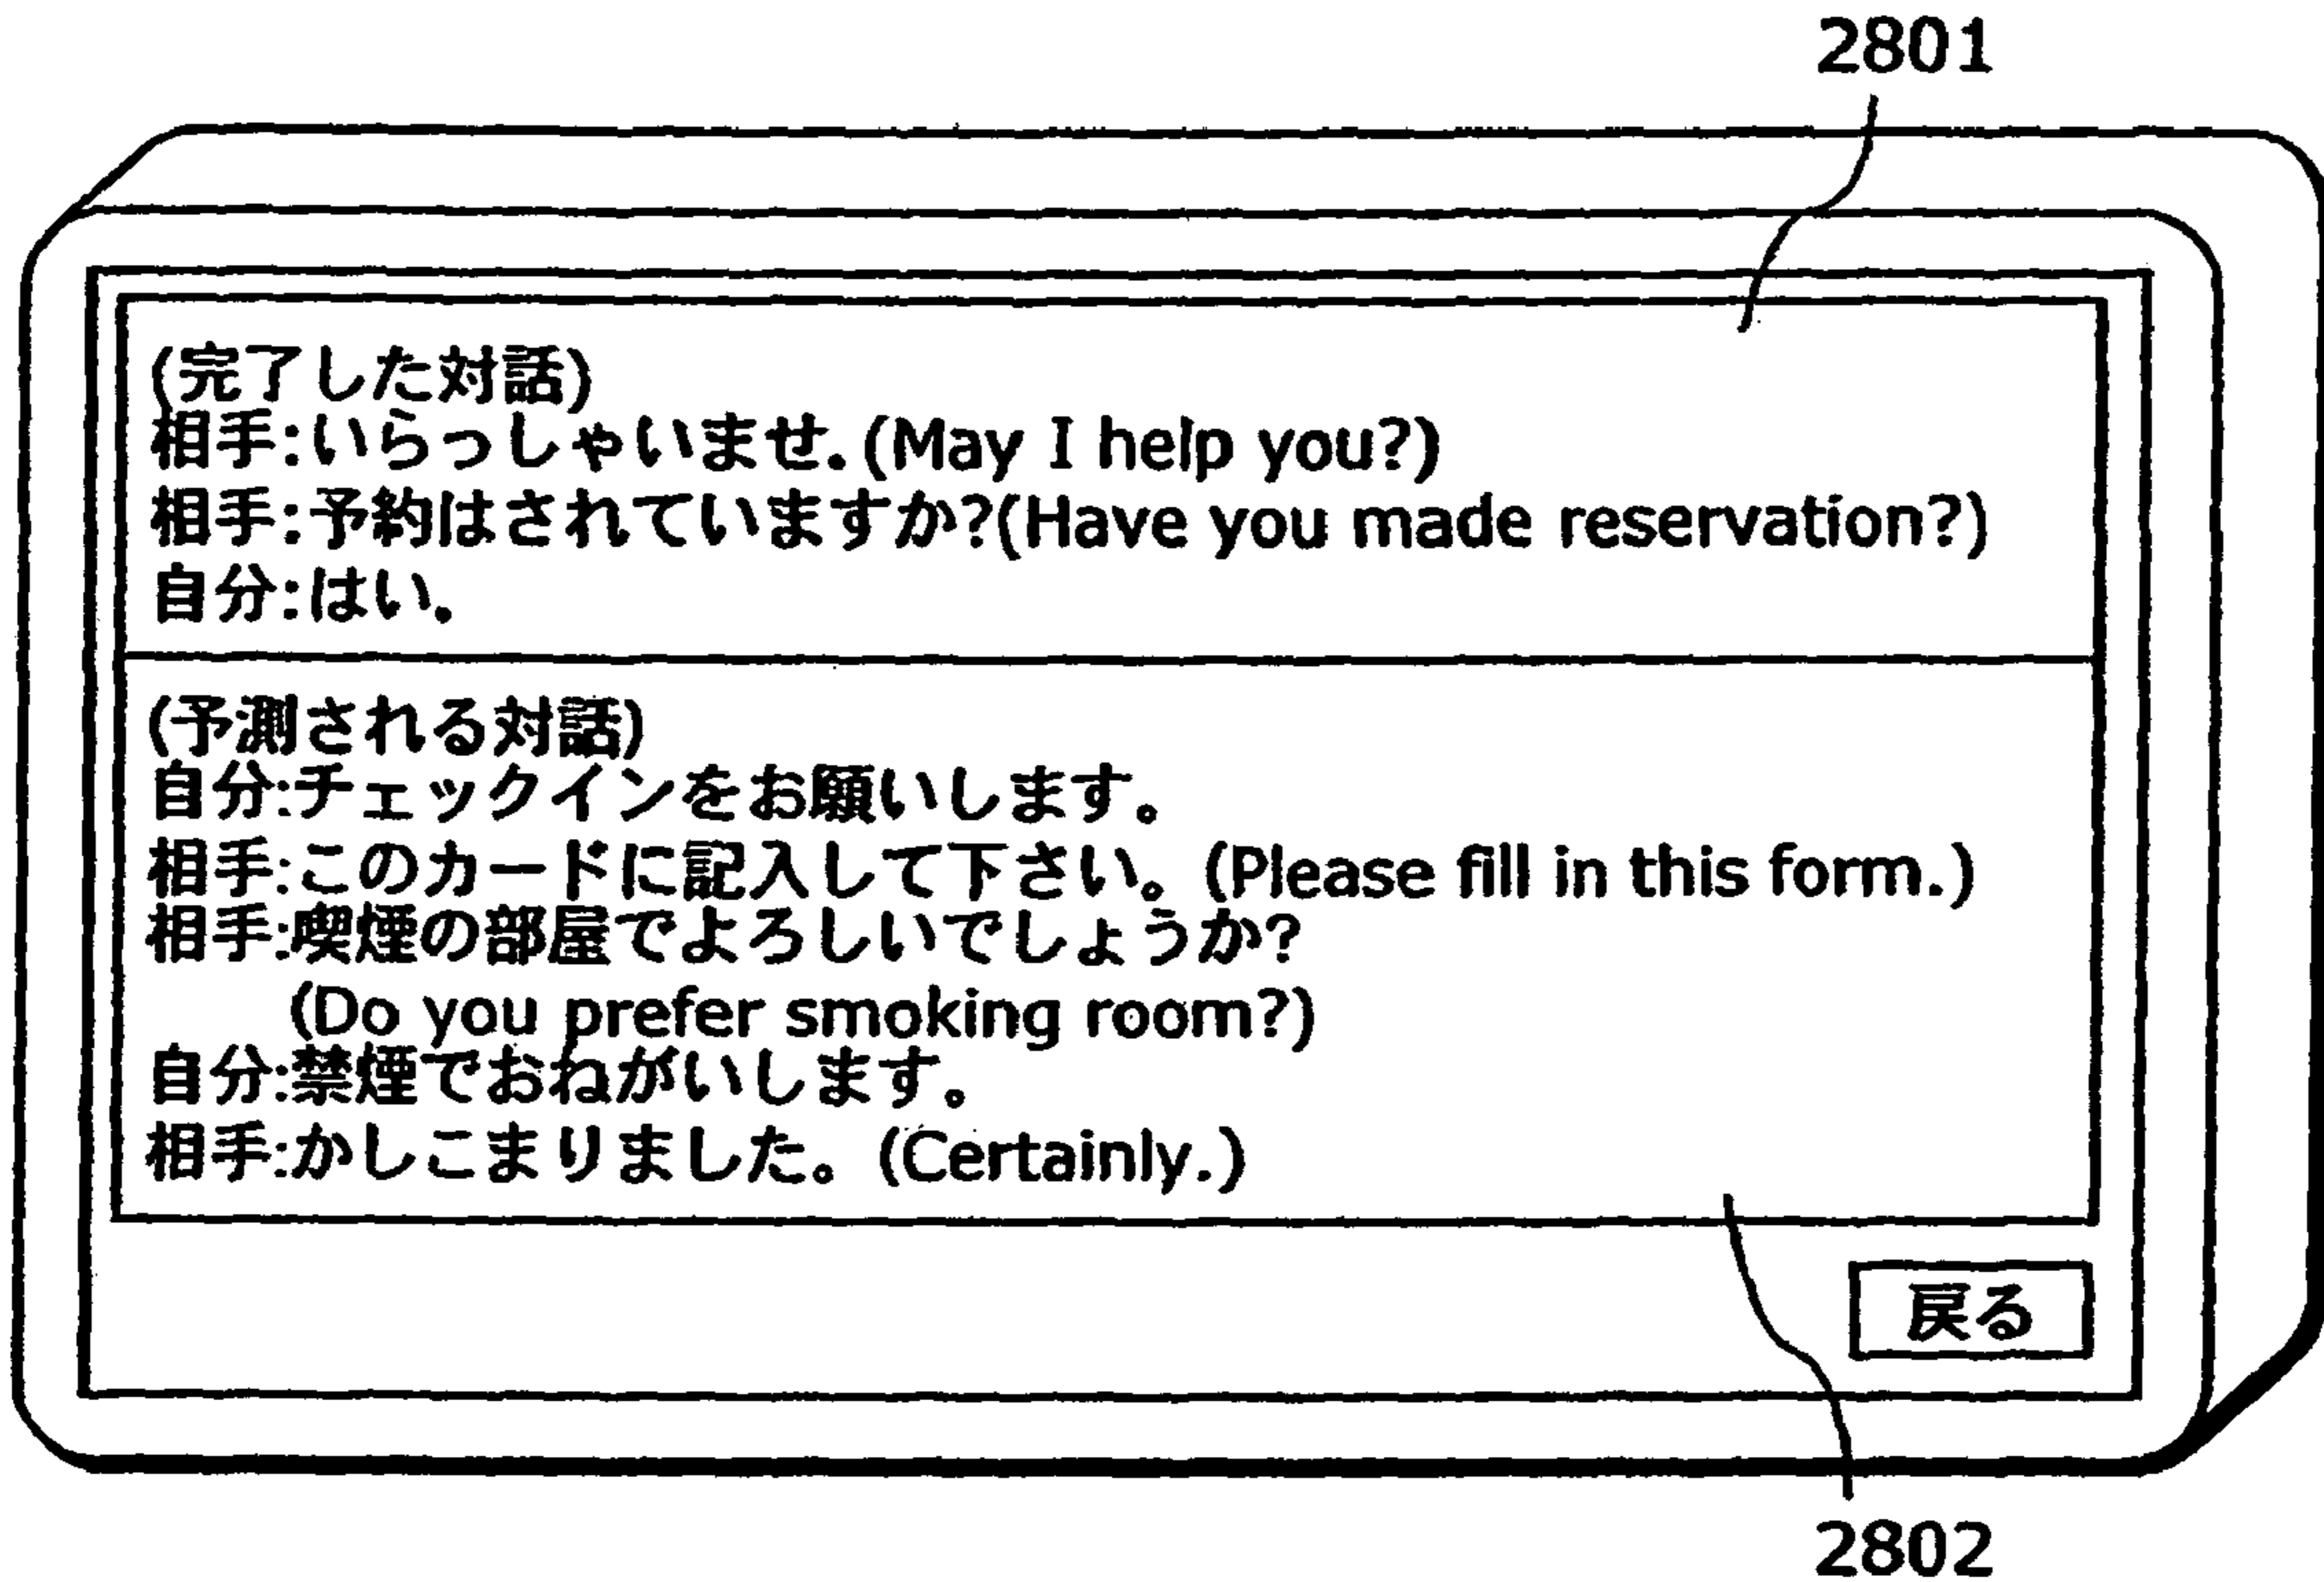 2801
(完了した対話)
相手:いらっしゃいませ.(May I help you?)
相手:予約はされていますか?(Have you made reservation?)
自分:はい。
(予測される対話)
自分:チェックインをお願いします。
相手:このカードに記入して下さい。(Please fill in this form.)
相手:喫煙の部屋でよろしいでしょうか?
(Do you prefer smoking room?)
自分:禁煙でおねがいします。
相手:かしこまりました。(Certainly.)
戻る
2802